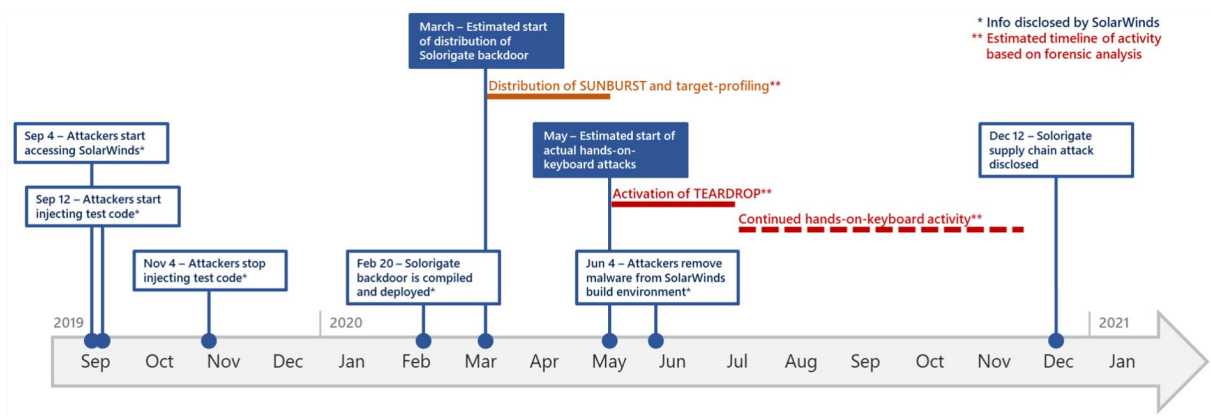 March – Estimated start
of distribution of
Solorigate backdoor
* Info disclosed by SolarWinds
** Estimated timeline of activity
based on forensic analysis
Distribution of SUNBURST and target-profiling**
Sep 4 – Attackers start
accessing SolarWinds*
May – Estimated start of
actual hands-on-
keyboard attacks
Dec 12 – Solorigate
supply chain attack
disclosed
Sep 12 – Attackers start
injecting test code*
Activation of TEARDROP**
Continued hands-on-keyboard activity**
Nov 4 – Attackers stop
injecting test code*
Feb 20 – Solorigate
backdoor is compiled
and deployed*
Jun 4 – Attackers remove
malware from SolarWinds
build environment*
2019 2020 2021
Sep Oct Nov Dec Jan Feb Mar Apr May Jun Jul Aug Sep Oct Nov Dec Jan